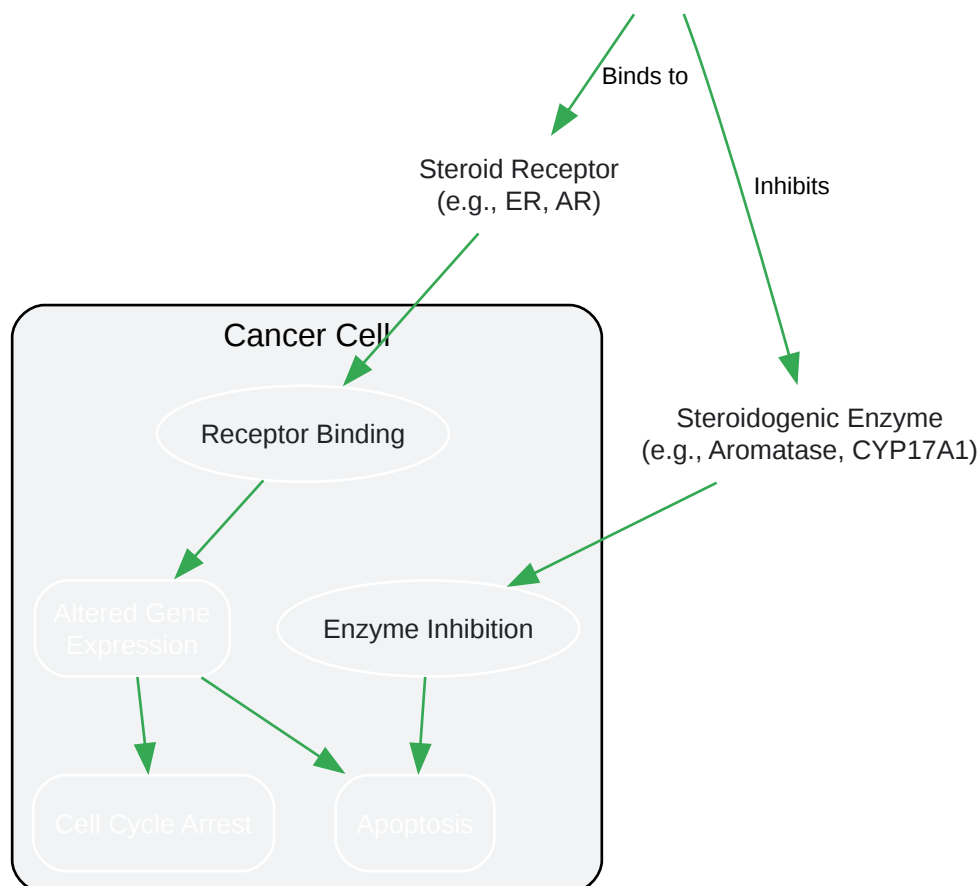 Binds to
Steroid Receptor
(e.g., ER, AR)
Inhibits
Cancer Cell
Receptor Binding
Steroidogenic Enzyme
(e.g., Aromatase, CYP17A1)
Altered Gene
Expression
Enzyme Inhibition
Cell Cycle Arrest
Apoptosis